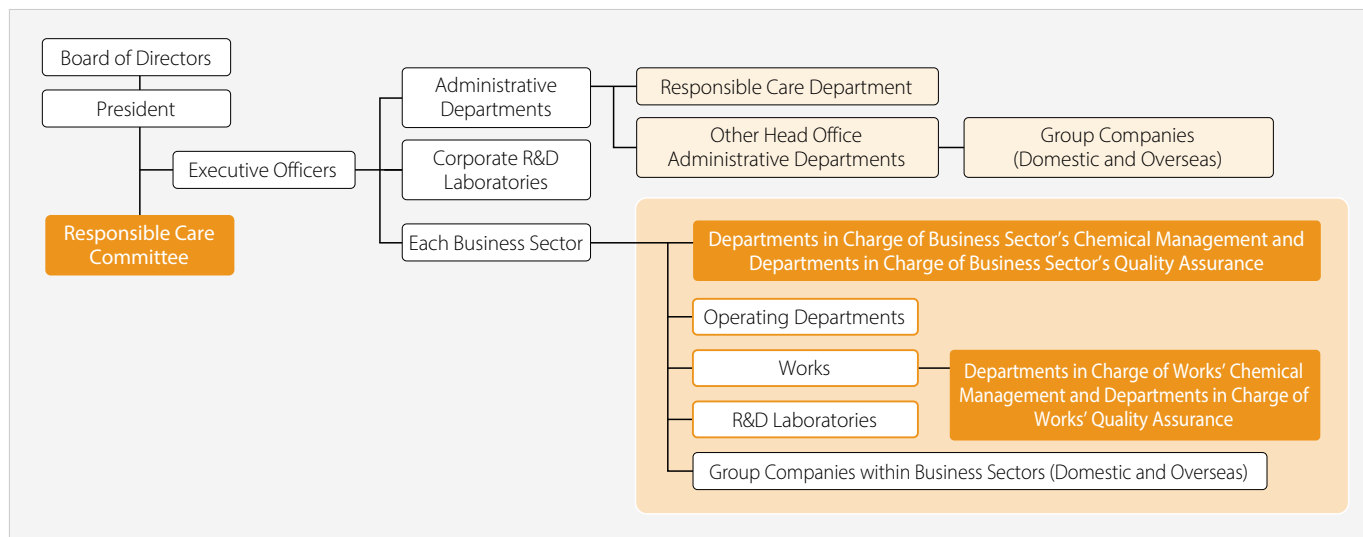 Board of Directors
President
Executive Officers
Responsible Care
Committee
Administrative
Departments
Corporate R&D
Laboratories
Each Business Sector
Responsible Care Department
Other Head Office
Administrative Departments
Group Companies
(Domestic and Overseas)
Departments in Charge of Business Sector’s Chemical Management and
Departments in Charge of Business Sector’s Quality Assurance
Operating Departments
Works
Departments in Charge of Works’ Chemical
Management and Departments in Charge of
Works’ Quality Assurance
R&D Laboratories
Group Companies within Business Sectors (Domestic and Overseas)